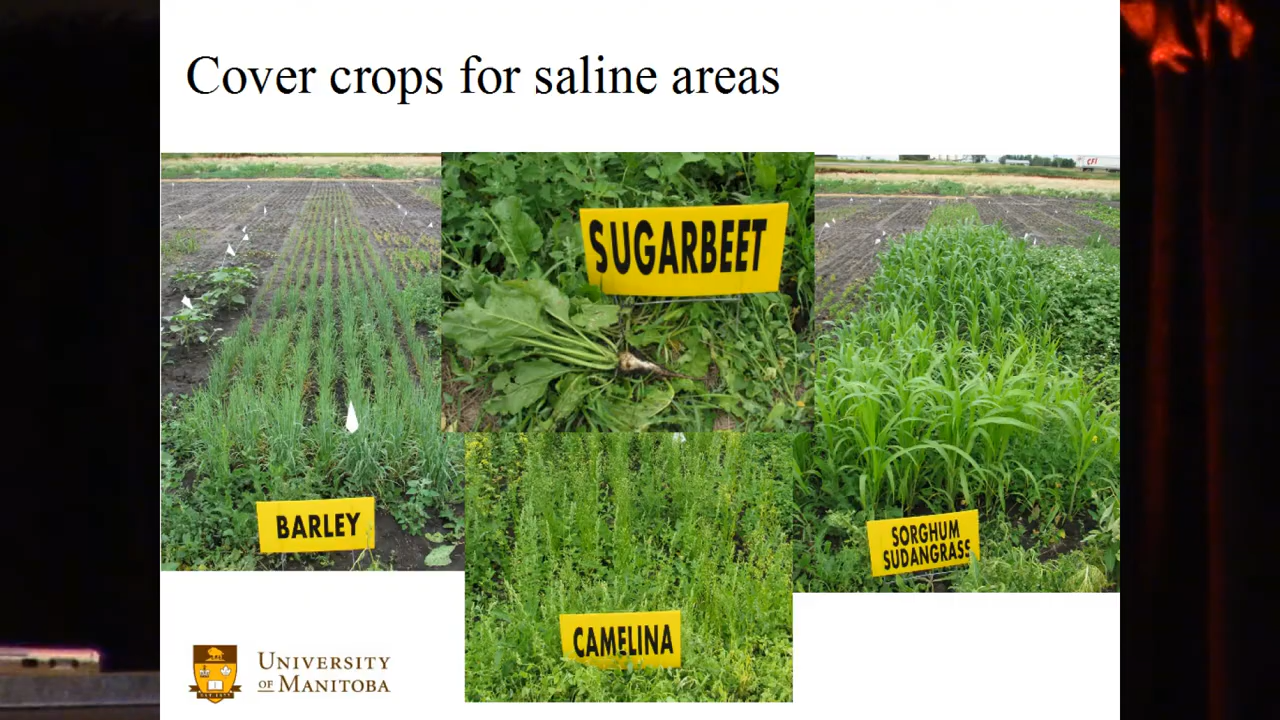 Cover crops for saline areas
SUGARBEET
BARLEY
SORGHUM
SUDANGRASS
CAMELINA
UNIVERSITY
OF MANITOBA